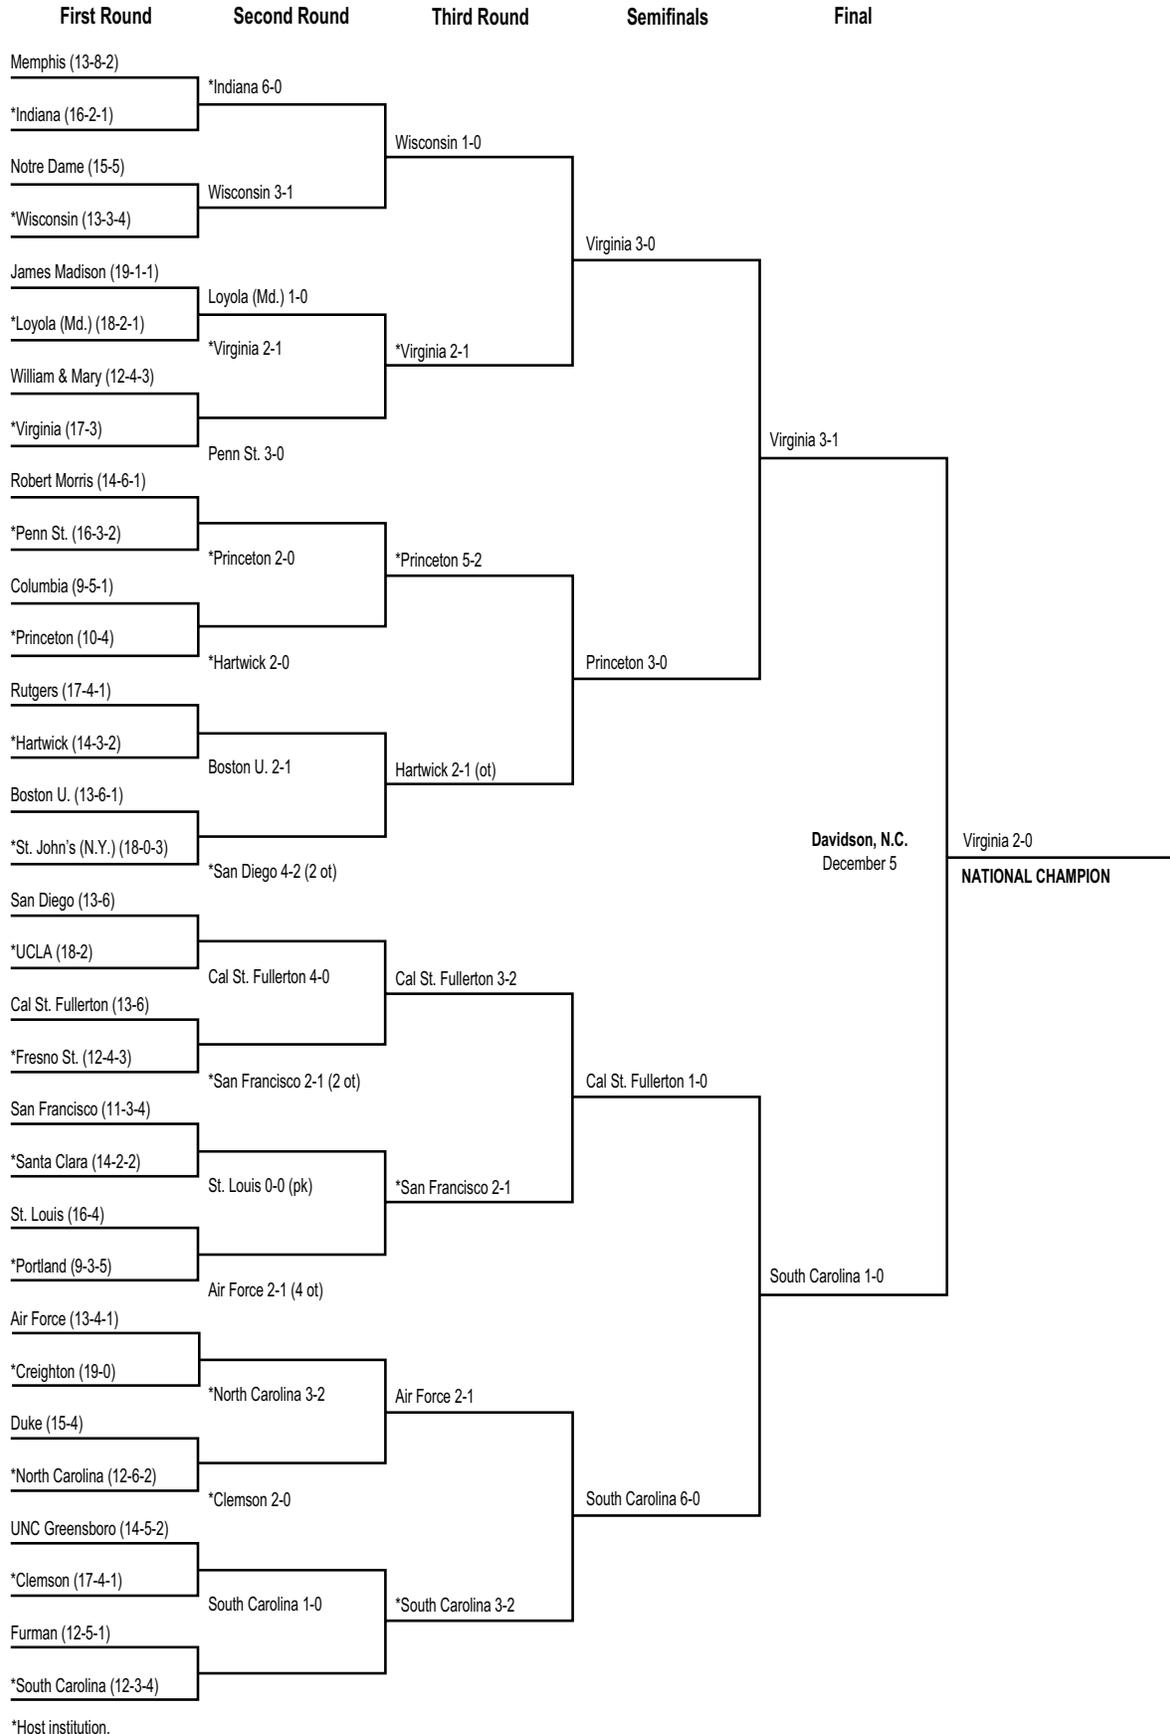 First Round
Second Round
Third Round
Semifinals
Final
Memphis (13-8-2)
*Indiana (16-2-1)
Notre Dame (15-5)
*Wisconsin (13-3-4)
James Madison (19-1-1)
*Loyola (Md.) (18-2-1)
William & Mary (12-4-3)
*Virginia (17-3)
Robert Morris (14-6-1)
*Penn St. (16-3-2)
Columbia (9-5-1)
*Princeton (10-4)
Rutgers (17-4-1)
*Hartwick (14-3-2)
Boston U. (13-6-1)
*St. John's (N.Y.) (18-0-3)
San Diego (13-6)
*UCLA (18-2)
Cal St. Fullerton (13-6)
*Fresno St. (12-4-3)
San Francisco (11-3-4)
*Santa Clara (14-2-2)
St. Louis (16-4)
*Portland (9-3-5)
Air Force (13-4-1)
*Creighton (19-0)
Duke (15-4)
*North Carolina (12-6-2)
UNC Greensboro (14-5-2)
*Clemson (17-4-1)
Furman (12-5-1)
*South Carolina (12-3-4)
*Indiana 6-0
Wisconsin 3-1
Loyola (Md.) 1-0
*Virginia 2-1
Penn St. 3-0
*Princeton 2-0
*Hartwick 2-0
Boston U. 2-1
*San Diego 4-2 (2 ot)
Cal St. Fullerton 4-0
*San Francisco 2-1 (2 ot)
St. Louis 0-0 (pk)
Air Force 2-1 (4 ot)
*North Carolina 3-2
*Clemson 2-0
South Carolina 1-0
Wisconsin 1-0
*Virginia 2-1
*Princeton 5-2
Hartwick 2-1 (ot)
Cal St. Fullerton 3-2
*San Francisco 2-1
Air Force 2-1
*South Carolina 3-2
Virginia 3-0
Princeton 3-0
Cal St. Fullerton 1-0
South Carolina 6-0
Virginia 3-1
South Carolina 1-0
Davidson, N.C.
December 5
Virginia 2-0
NATIONAL CHAMPION
*Host institution.